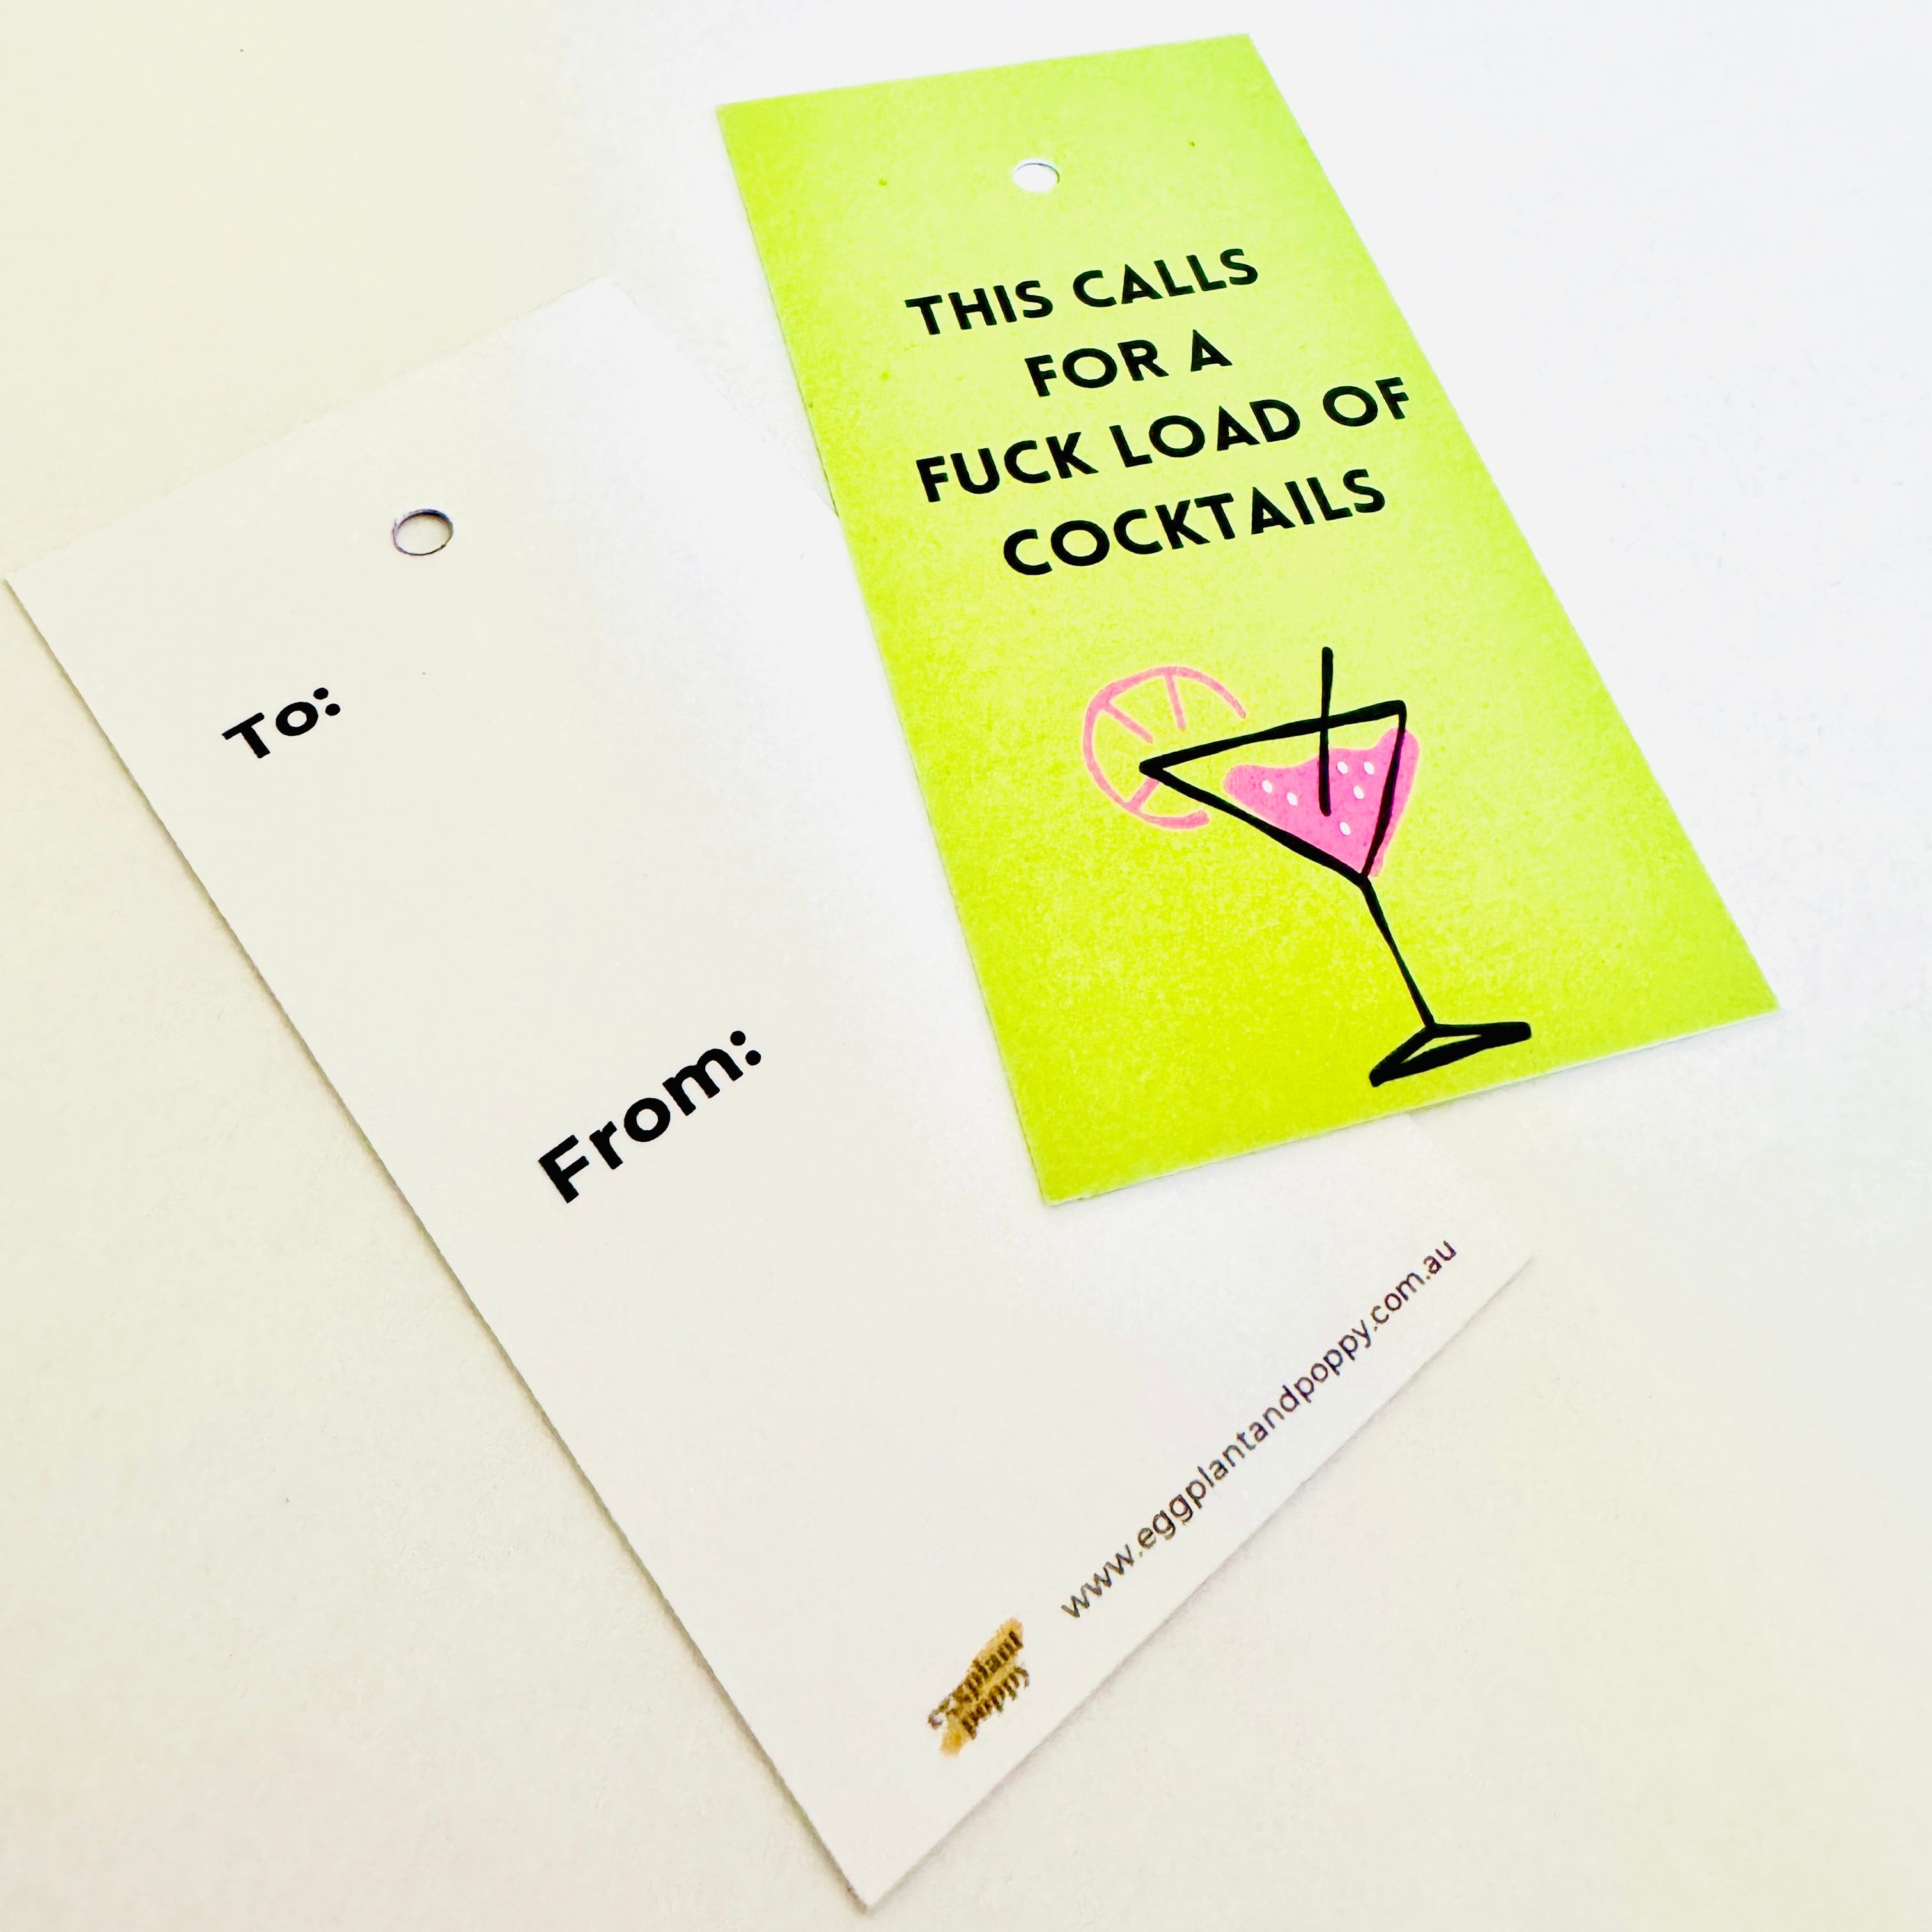 THIS CALLS
FOR A
FUCK LOAD OF
COCKTAILS
To:
From:
www.eggplantandpoppy.com.au